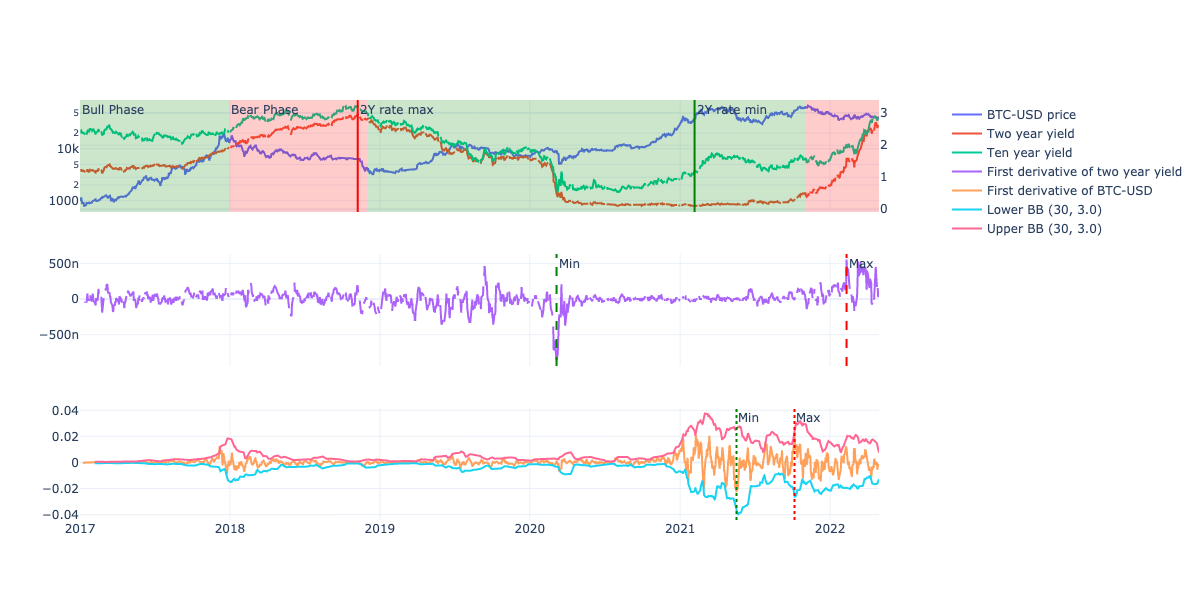 Bull Phase
Bear Phase
2Y rate max
2Y rate min
5
2
10k
5
2
1000
3
2
1
0
BTC-USD price
Two year yield
Ten year yield
First derivative of two year yield
First derivative of BTC-USD
Lower BB (30, 3.0)
Upper BB (30, 3.0)
500n
0
−500n
Min
Max
0.04
0.02
0
−0.02
−0.04
Min
Max
2017
2018
2019
2020
2021
2022